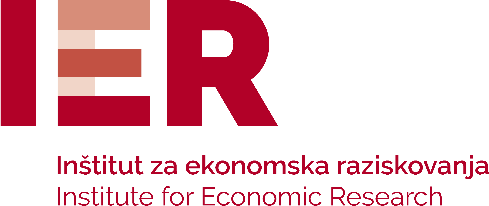 IER
Inštitut za ekonomska raziskovanja
Institute for Economic Research